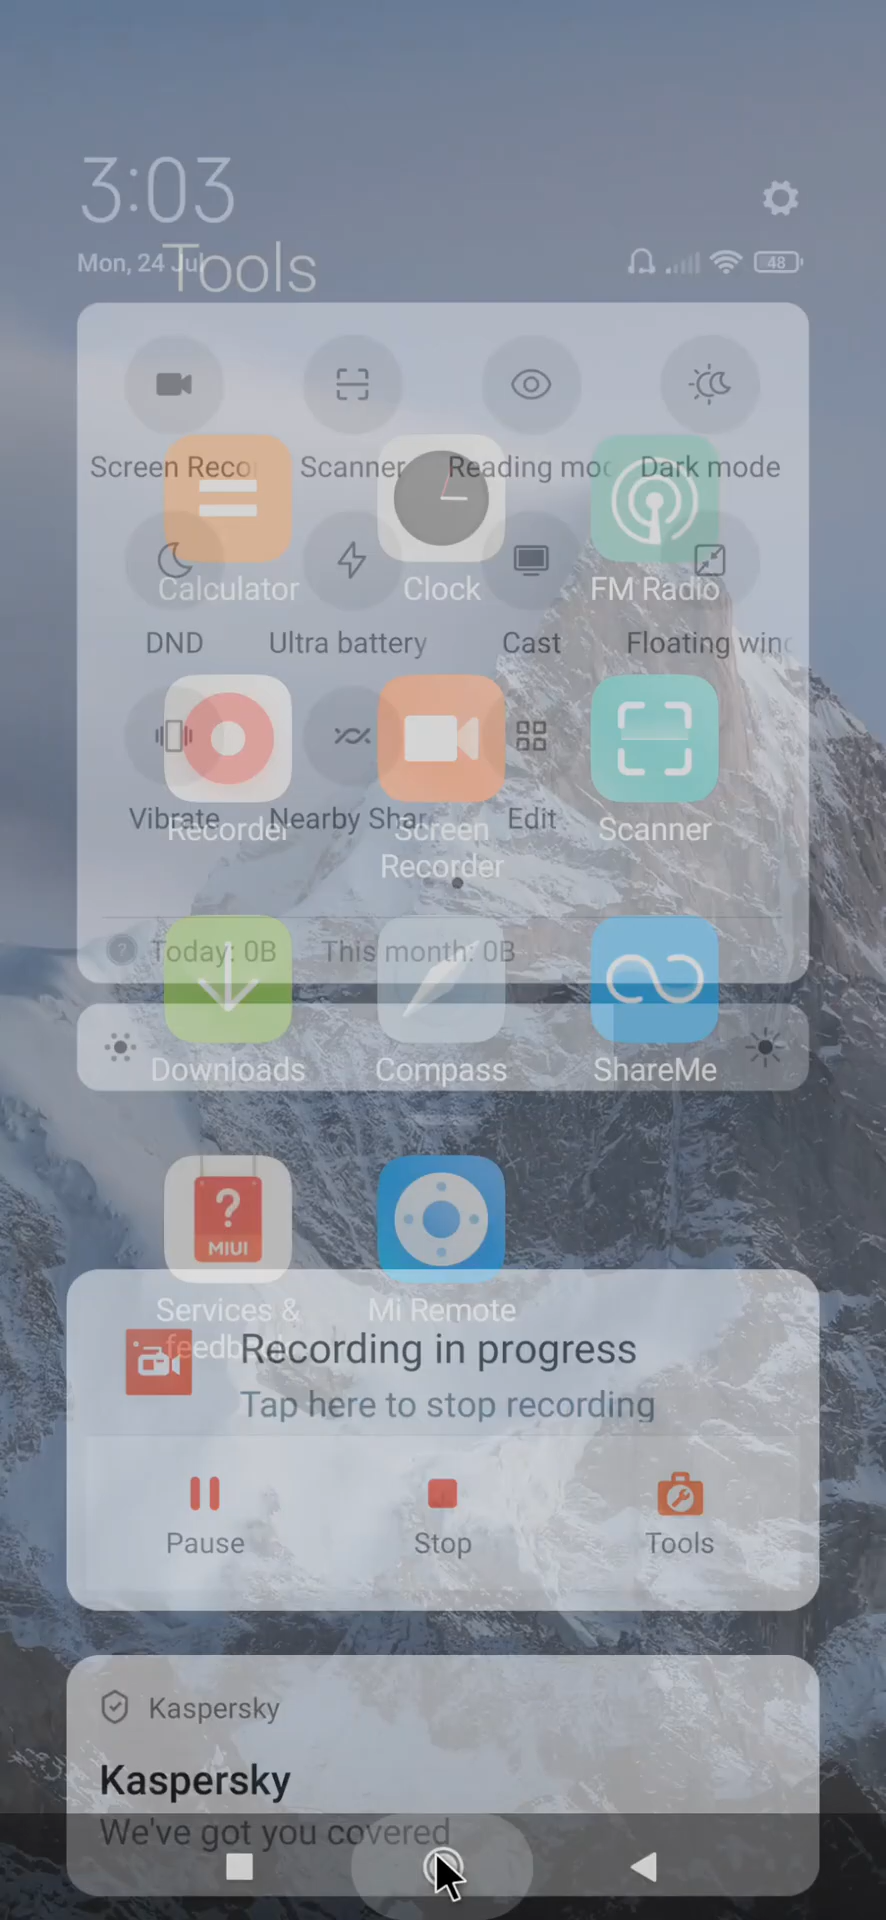 3:03
Mon, 24 Jul
Tools
48
Screen Reco
Scanner
Reading moc
Dark mode
Calculator
Clock
FM Radio
DND
Ultra battery
Cast
Floating winc
Vibrate
Nearby Shar
Edit
Recorder
Screen
Recorder
Scanner
Today: 0B
This month: 0B
Downloads
Compass
ShareMe
?
MIUI
Services &
feedb
Mi Remote
Recording in progress
Tap here to stop recording
Pause
Stop
Tools
Kaspersky
Kaspersky
We've got you covered